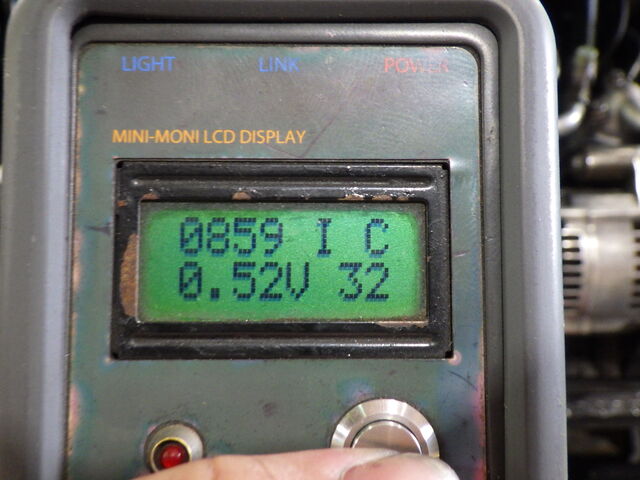 LIGHT LINK POWER
MINI-MONI LCD DISPLAY
0859 I C
0.52V 32